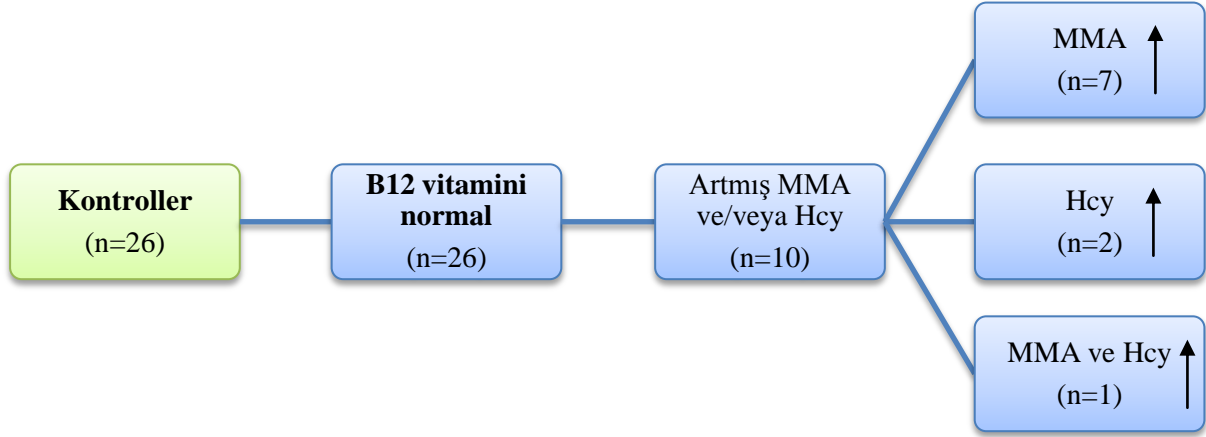 Kontroller
(n=26)
B12 vitamini
normal
(n=26)
Artmış MMA
ve/veya Hcy
(n=10)
MMA
(n=7)
Hcy
(n=2)
MMA ve Hcy
(n=1)